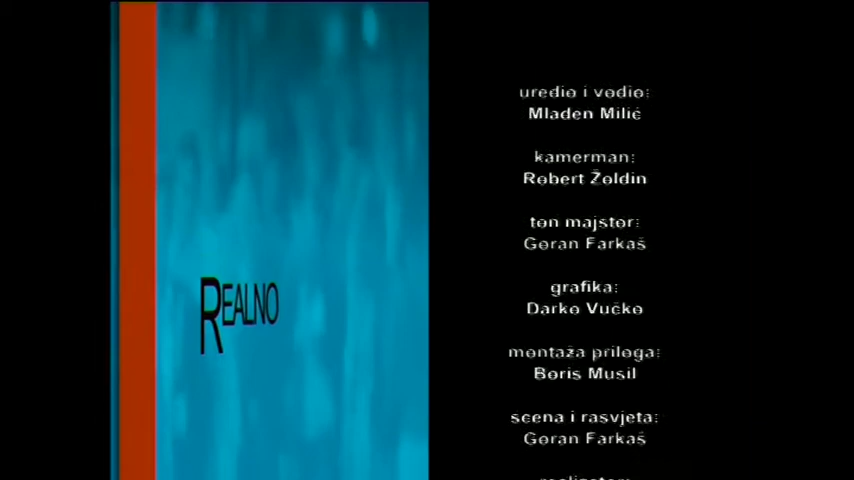 REALNO
uredio i vodio:
Mladen Milić
kamerman:
Robert Žoldin
ton majstor:
Goran Farkaš
grafika:
Darko Vučko
montaža priloga:
Boris Musil
scena i rasvjeta:
Goran Farkaš